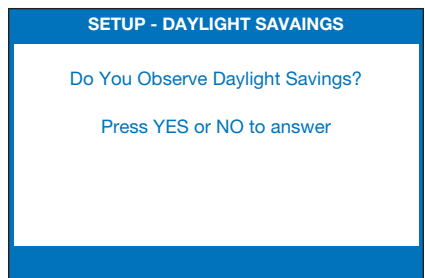 SETUP - DAYLIGHT SAVAINGS
Do You Observe Daylight Savings?
Press YES or NO to answer